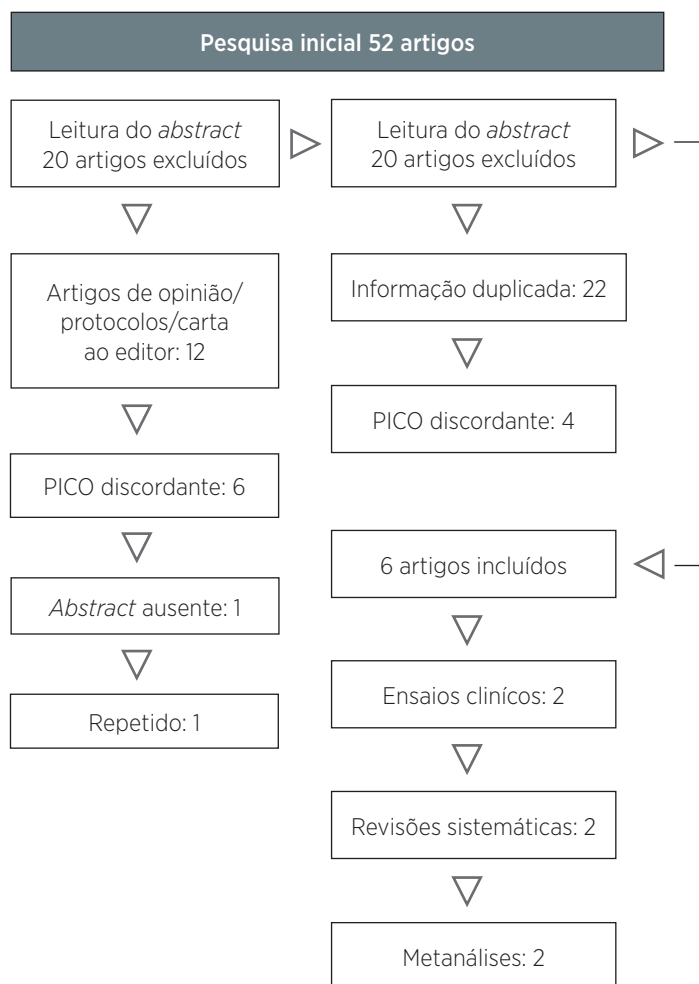 Pesquisa inicial 52 artigos
Leitura do abstract
20 artigos excluídos
Artigos de opinião/
protocolos/carta
ao editor: 12
PICO discordante: 6
Abstract ausente: 1
Repetido: 1
Leitura do abstract
20 artigos excluídos
Informação duplicada: 22
PICO discordante: 4
6 artigos incluídos
Ensaios clinícos: 2
Revisões sistemáticas: 2
Metanálises: 2